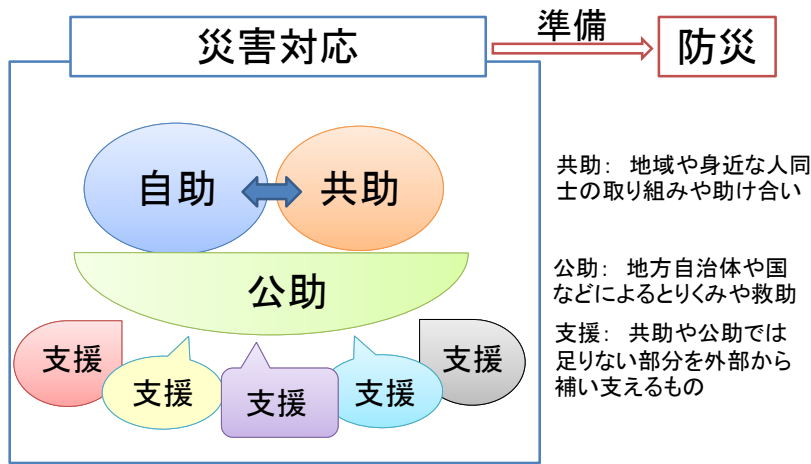 災害対応
準備
防災
自助
共助
公助
支援
支援
支援
支援
支援
共助： 地域や身近な人同
士の取り組みや助け合い
公助： 地方自治体や国
などによるとりくみや救助
支援： 共助や公助では
足りない部分を外部から
補い支えるもの